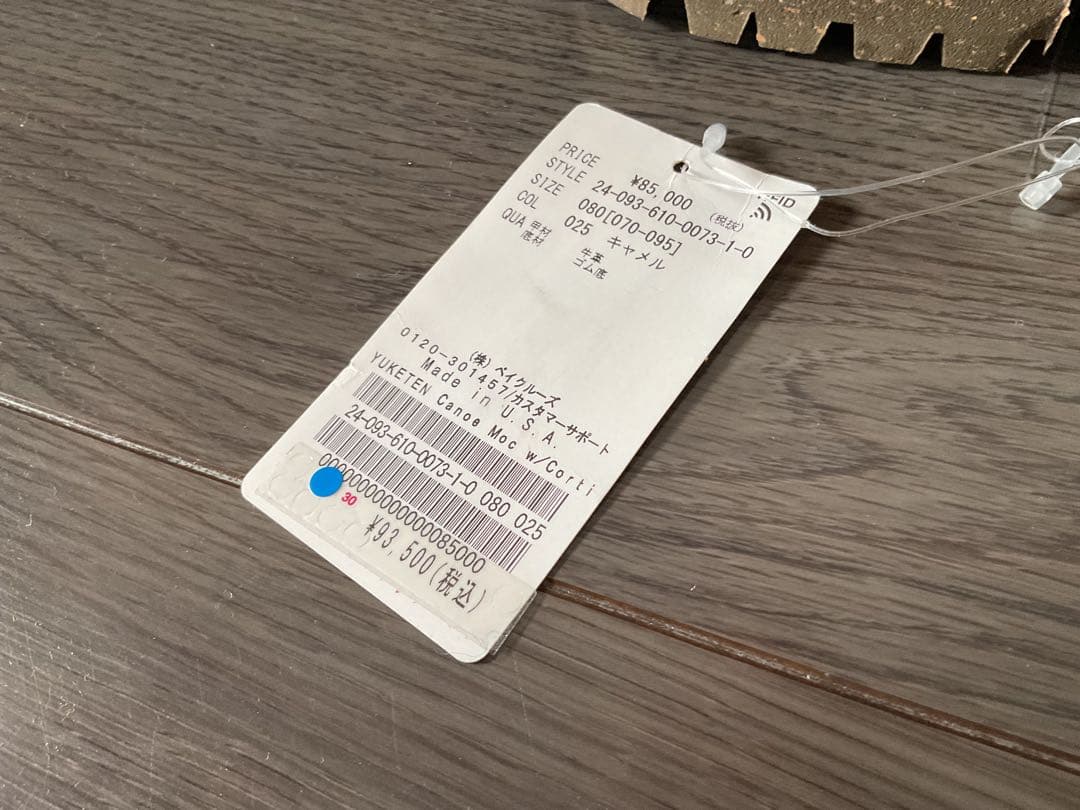 RFID
PRICE ¥85,000 (税抜)
STYLE 24-093-610-0073-1-0
SIZE 080[070-095]
COL 025 キャメル
QUA 甲材 牛革
底材 ゴム底
(株)ベイクルーズ
0120-301457/カスタマーサポート
Made in U.S.A.
YUKETEN Canoe Moc w/Corti
24-093-610-0073-1-0 080 025
0000000000000085000
30
¥93,500(税込)